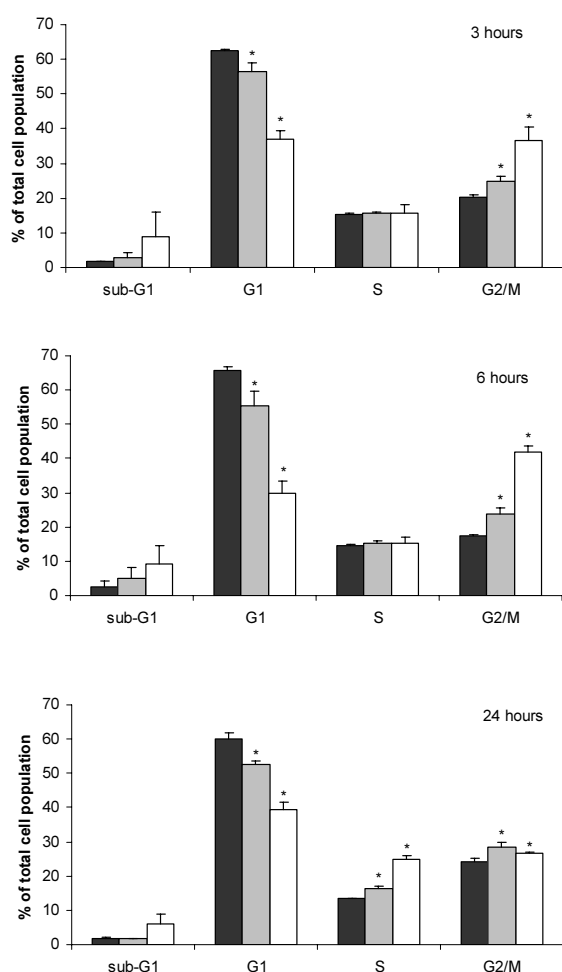 3 hours
% of total cell population
70
60
50
40
30
20
10
0
* * * *
sub-G1 G1 S G2/M
6 hours
% of total cell population
70
60
50
40
30
20
10
0
* * * *
sub-G1 G1 S G2/M
24 hours
% of total cell population
70
60
50
40
30
20
10
0
* * * * * *
sub-G1 G1 S G2/M